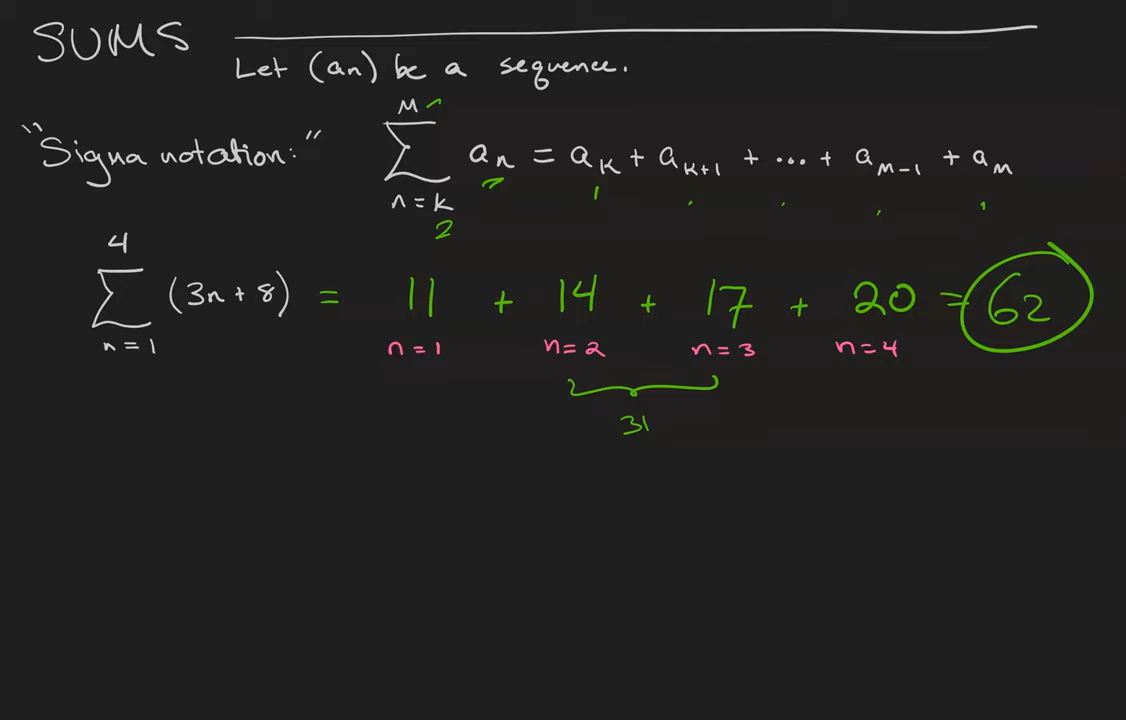 SUMS
Let (an) be a sequence.
"Sigma notation:" M ∑ n = k an = ak + ak+1 + ... + aM-1 + aM
2
4 ∑ n = 1 (3n + 8) = 11 + 14 + 17 + 20 = 62
n = 1 n = 2 n = 3 n = 4
31